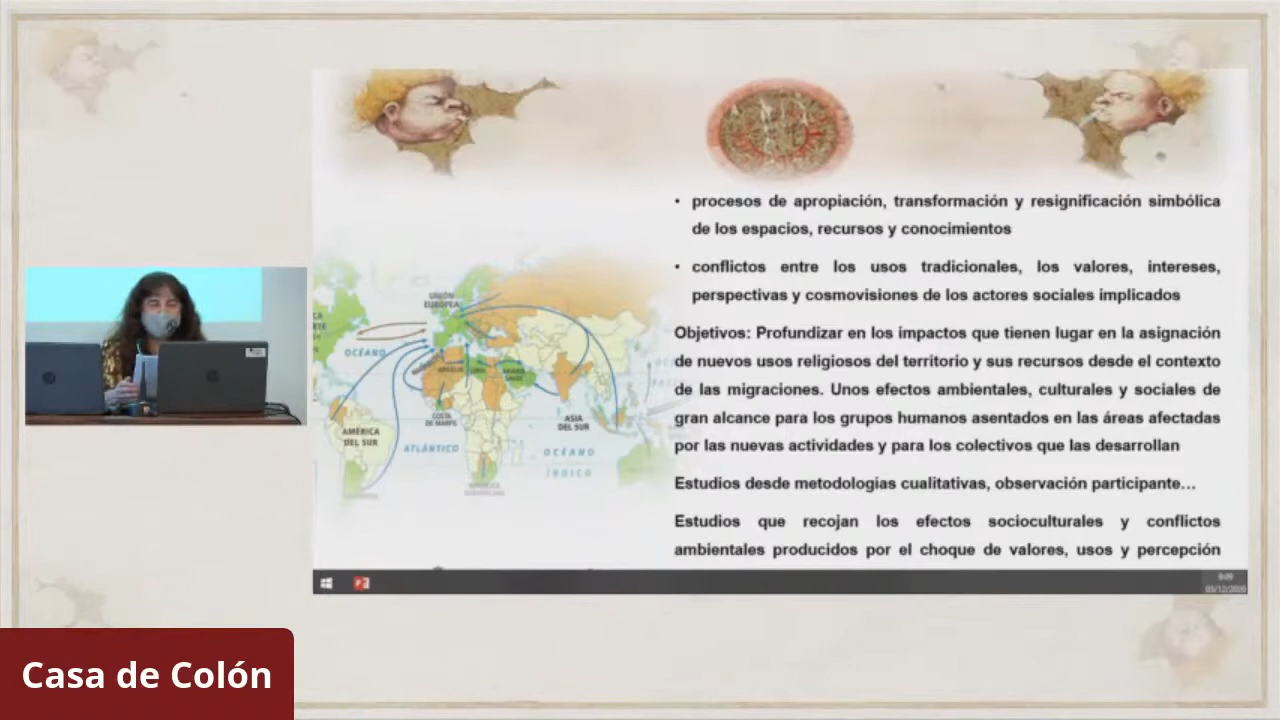 • procesos de apropiación, transformación y resignificación simbólica
de los espacios, recursos y conocimientos
• conflictos entre los usos tradicionales, los valores, intereses,
perspectivas y cosmovisiones de los actores sociales implicados
Objetivos: Profundizar en los impactos que tienen lugar en la asignación
de nuevos usos religiosos del territorio y sus recursos desde el contexto
de las migraciones. Unos efectos ambientales, culturales y sociales de
gran alcance para los grupos humanos asentados en las áreas afectadas
por las nuevas actividades y para los colectivos que las desarrollan
Estudios desde metodologías cualitativas, observación participante...
Estudios que recojan los efectos socioculturales y conflictos
ambientales producidos por el choque de valores, usos y percepción
UNIÓN
EUROPEA
OCÉANO
ATLÁNTICO
AMÉRICA
DEL SUR
COSTA
DE MARFIL
ASIA
DEL SUR
OCÉANO
ÍNDICO
Casa de Colón